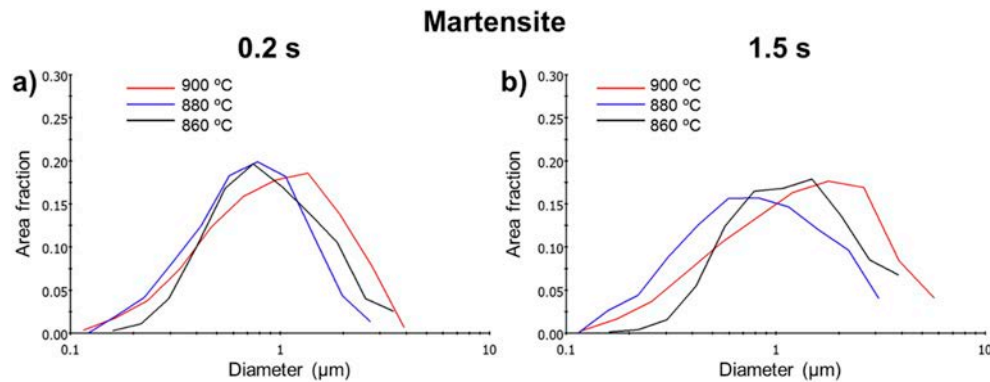 Martensite
0.2 s
1.5 s
a)
900 °C
880 °C
860 °C
Area fraction
0.30
0.25
0.20
0.15
0.10
0.05
0.00
0.1
1
10
Diameter (µm)
b)
900 °C
880 °C
860 °C
Area fraction
0.30
0.25
0.20
0.15
0.10
0.05
0.00
0.1
1
10
Diameter (µm)